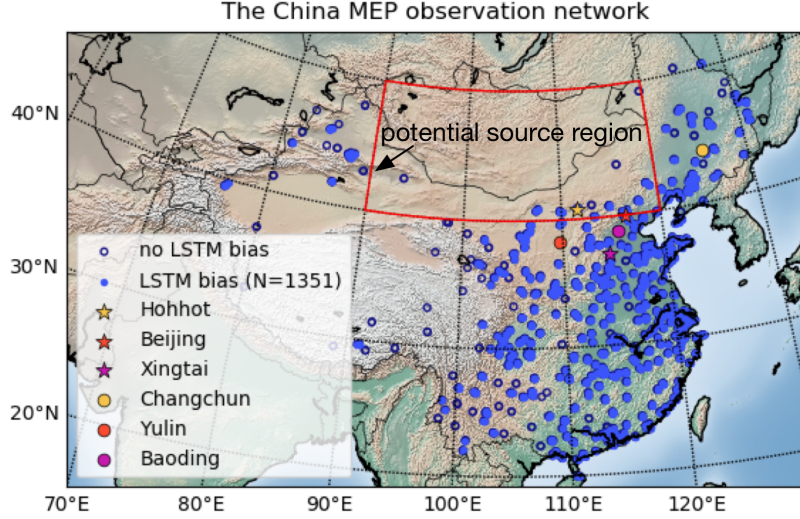 The China MEP observation network
40°N
30°N
20°N
potential source region
no LSTM bias
LSTM bias (N=1351)
Hohhot
Beijing
Xingtai
Changchun
Yulin
Baoding
70°E 80°E 90°E 100°E 110°E 120°E